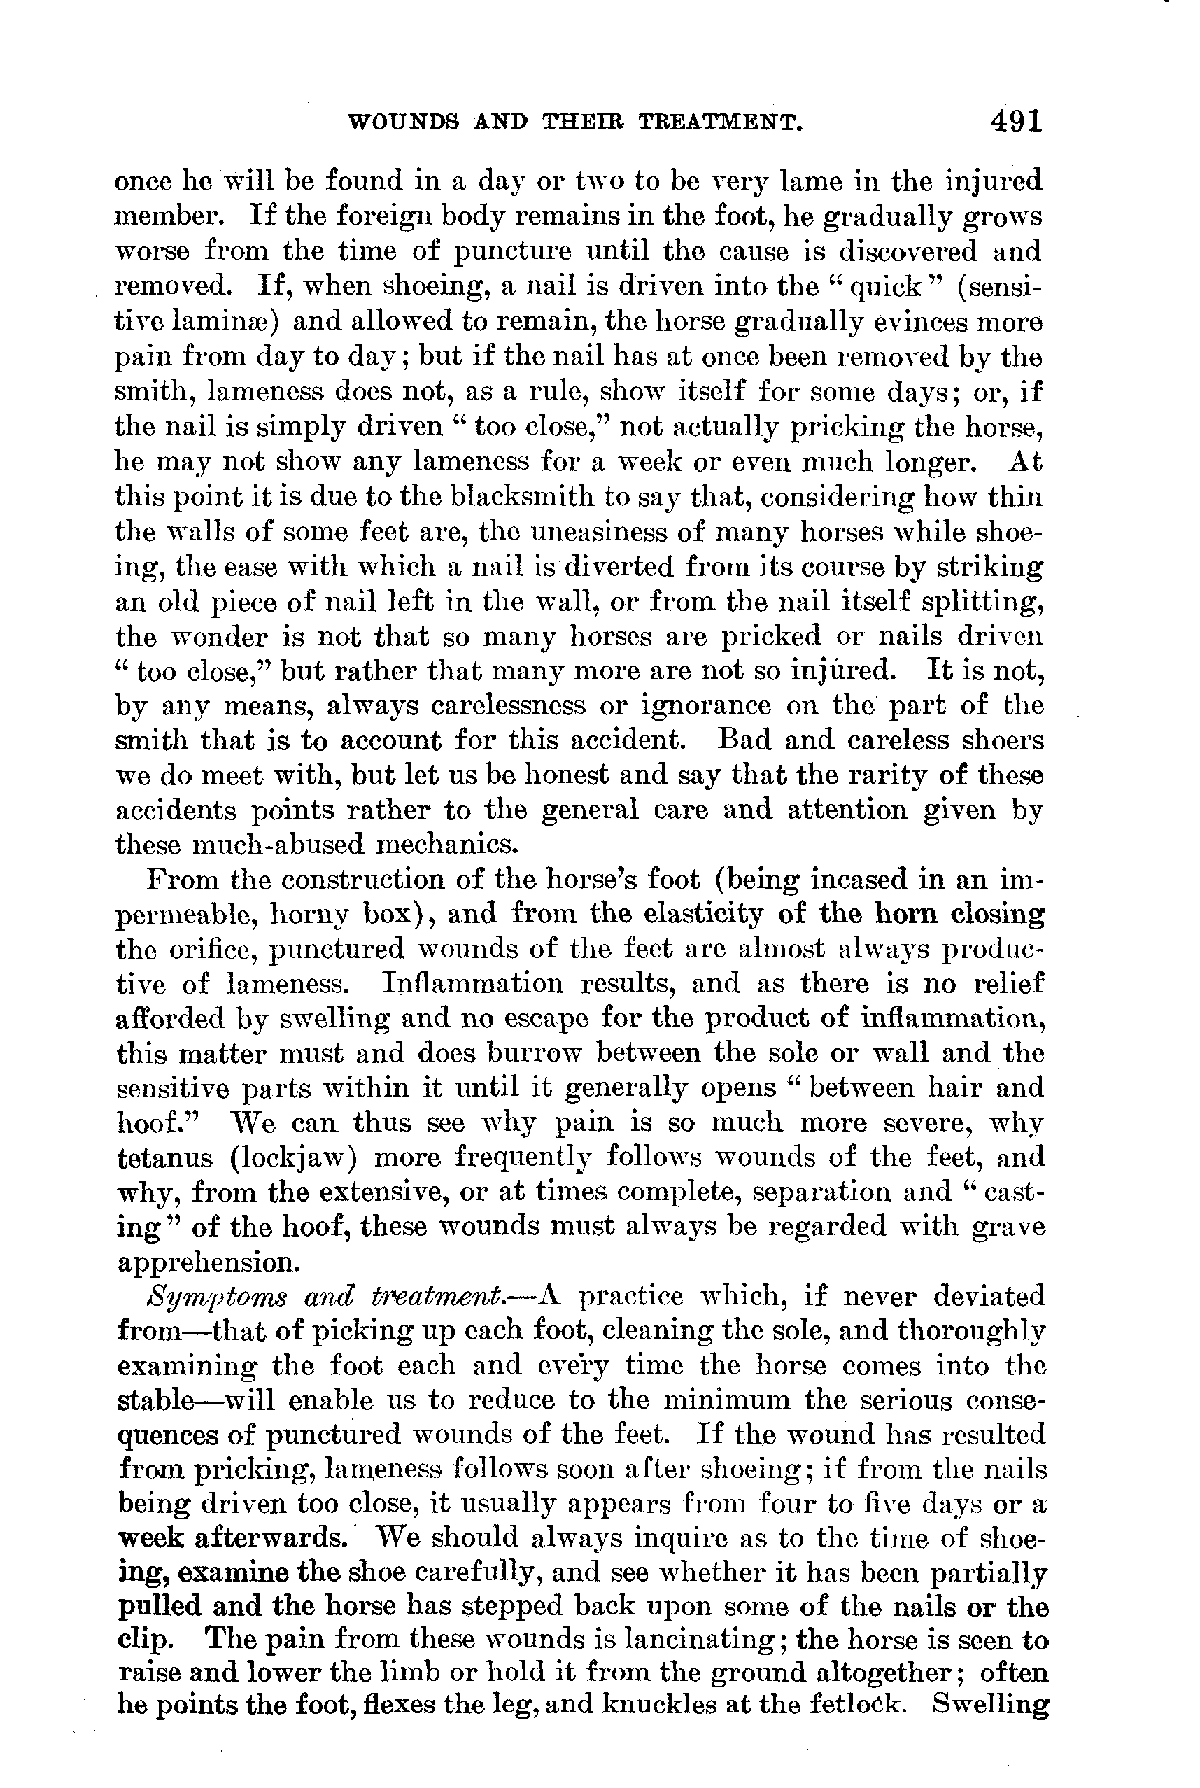 WOUNDS AND THEIR TREATMENT. 491
once he will be found in a day or two to be very lame in the injured
member. If the foreign body remains in the foot, he gradually grows
worse from the time of puncture until the cause is discovered and
removed. If, when shoeing, a nail is driven into the “quick” (sensi-
tive laminæ) and allowed to remain, the horse gradually evinces more
pain from day to day; but if the nail has at once been removed by the
smith, lameness does not, as a rule, show itself for some days; or, if
the nail is simply driven “too close,” not actually pricking the horse,
he may not show any lameness for a week or even much longer. At
this point it is due to the blacksmith to say that, considering how thin
the walls of some feet are, the uneasiness of many horses while shoe-
ing, the ease with which a nail is diverted from its course by striking
an old piece of nail left in the wall, or from the nail itself splitting,
the wonder is not that so many horses are pricked or nails driven
“too close,” but rather that many more are not so injured. It is not,
by any means, always carelessness or ignorance on the part of the
smith that is to account for this accident. Bad and careless shoers
we do meet with, but let us be honest and say that the rarity of these
accidents points rather to the general care and attention given by
these much-abused mechanics.
From the construction of the horse’s foot (being incased in an im-
permeable, horny box), and from the elasticity of the horn closing
the orifice, punctured wounds of the feet are almost always produc-
tive of lameness. Inflammation results, and as there is no relief
afforded by swelling and no escape for the product of inflammation,
this matter must and does burrow between the sole or wall and the
sensitive parts within it until it generally opens “between hair and
hoof.” We can thus see why pain is so much more severe, why
tetanus (lockjaw) more frequently follows wounds of the feet, and
why, from the extensive, or at times complete, separation and “cast-
ing” of the hoof, these wounds must always be regarded with grave
apprehension.
Symptoms and treatment.—A practice which, if never deviated
from—that of picking up each foot, cleaning the sole, and thoroughly
examining the foot each and every time the horse comes into the
stable—will enable us to reduce to the minimum the serious conse-
quences of punctured wounds of the feet. If the wound has resulted
from pricking, lameness follows soon after shoeing; if from the nails
being driven too close, it usually appears from four to five days or a
week afterwards. We should always inquire as to the time of shoe-
ing, examine the shoe carefully, and see whether it has been partially
pulled and the horse has stepped back upon some of the nails or the
clip. The pain from these wounds is lancinating; the horse is seen to
raise and lower the limb or hold it from the ground altogether; often
he points the foot, flexes the leg, and knuckles at the fetlock. Swelling